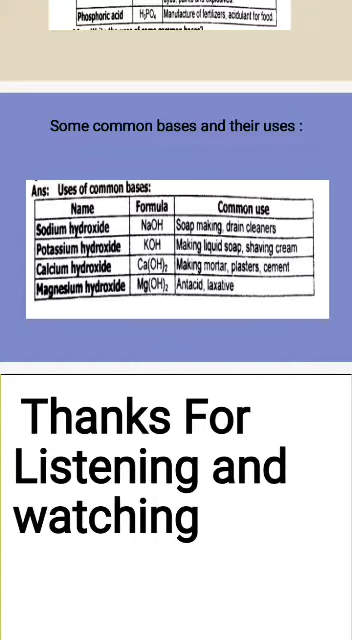 Phosphoric acid H₃PO₄ Manufacture of fertilizers, acidulant for food.
Some common bases and their uses :
Ans: Uses of common bases:
Name Formula Common use
Sodium hydroxide NaOH Soap making, drain cleaners
Potassium hydroxide KOH Making liquid soap, shaving cream
Calcium hydroxide Ca(OH)₂ Making mortar, plasters, cement
Magnesium hydroxide Mg(OH)₂ Antacid, laxative
Thanks For
Listening and
watching